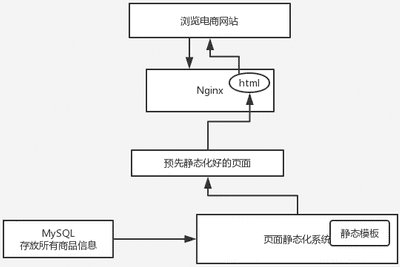 浏览电商网站
Nginx
html
预先静态化好的页面
MySQL
存放所有商品信息
页面静态化系统
静态模板